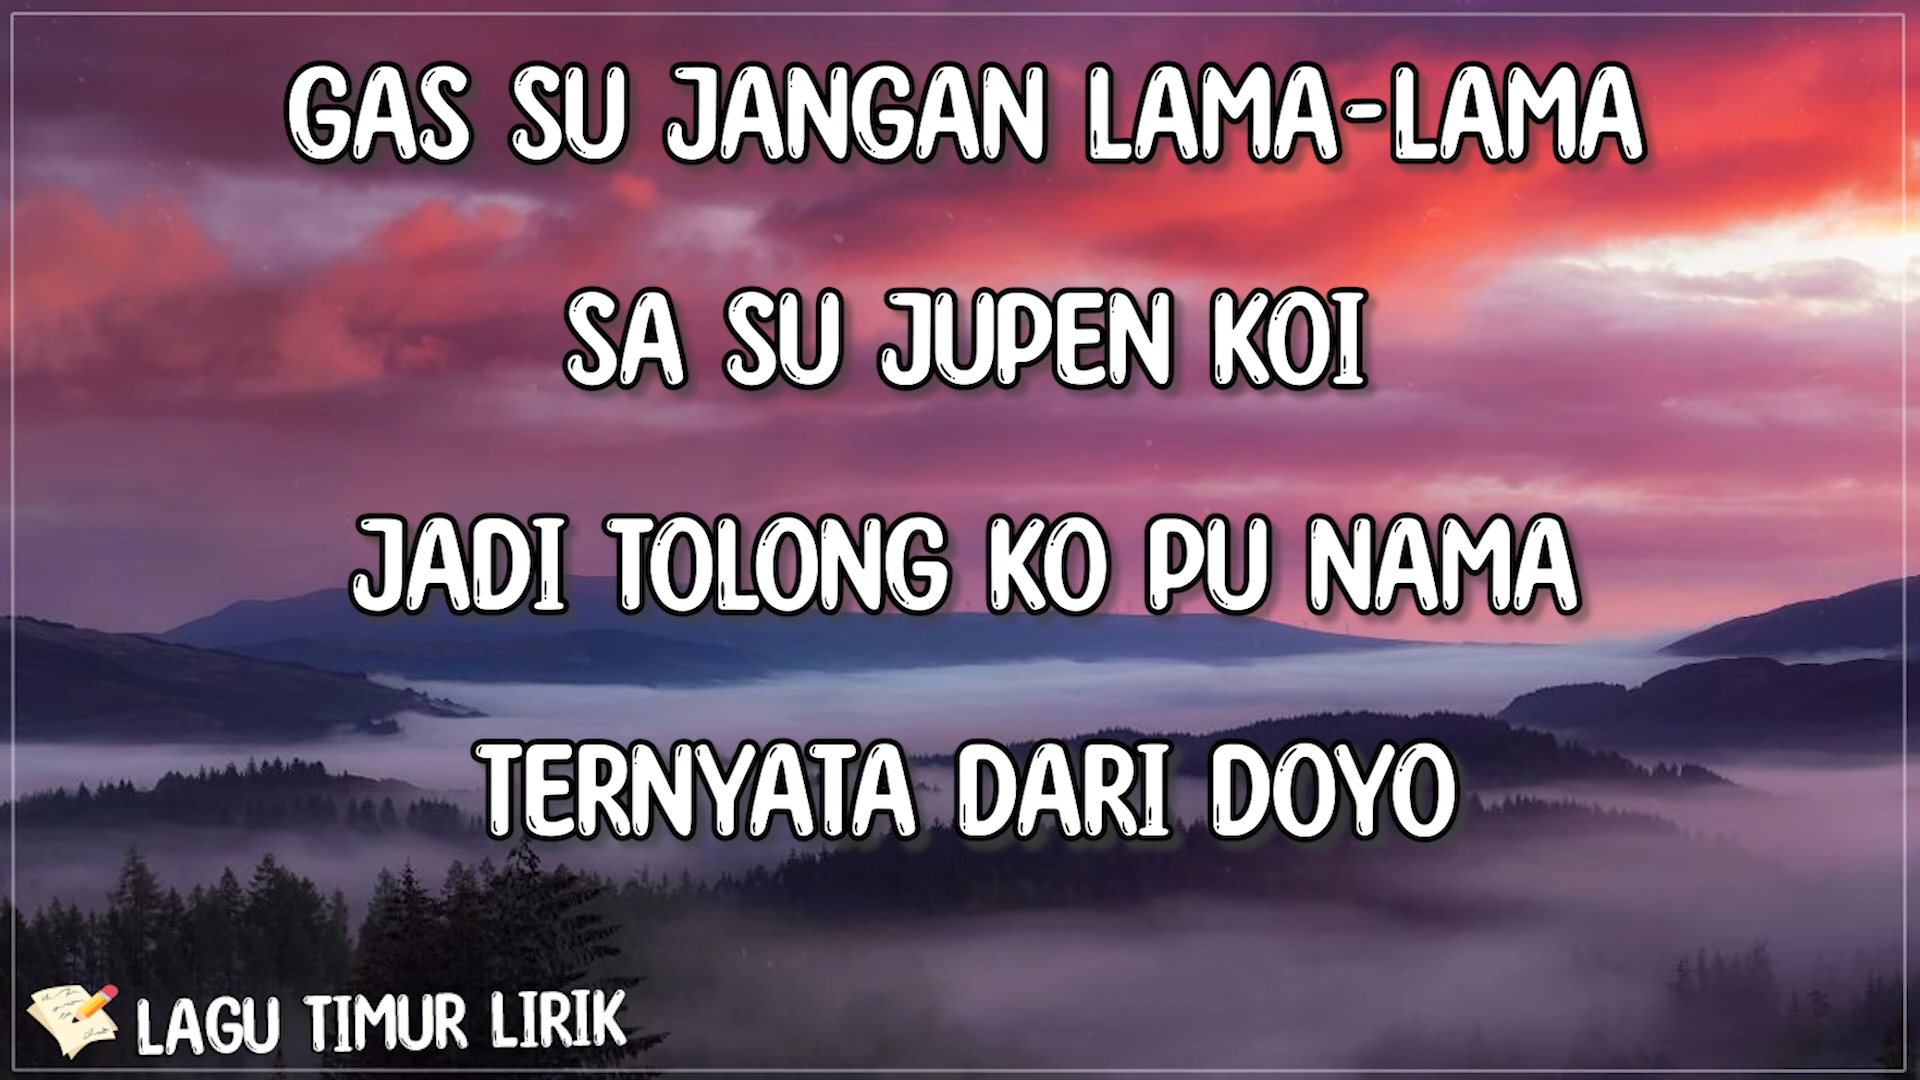 GAS SU JANGAN LAMA-LAMA
SA SU JUPEN KOI
JADI TOLONG KO PU NAMA
TERNYATA DARI DOYO
LAGU TIMUR LIRIK